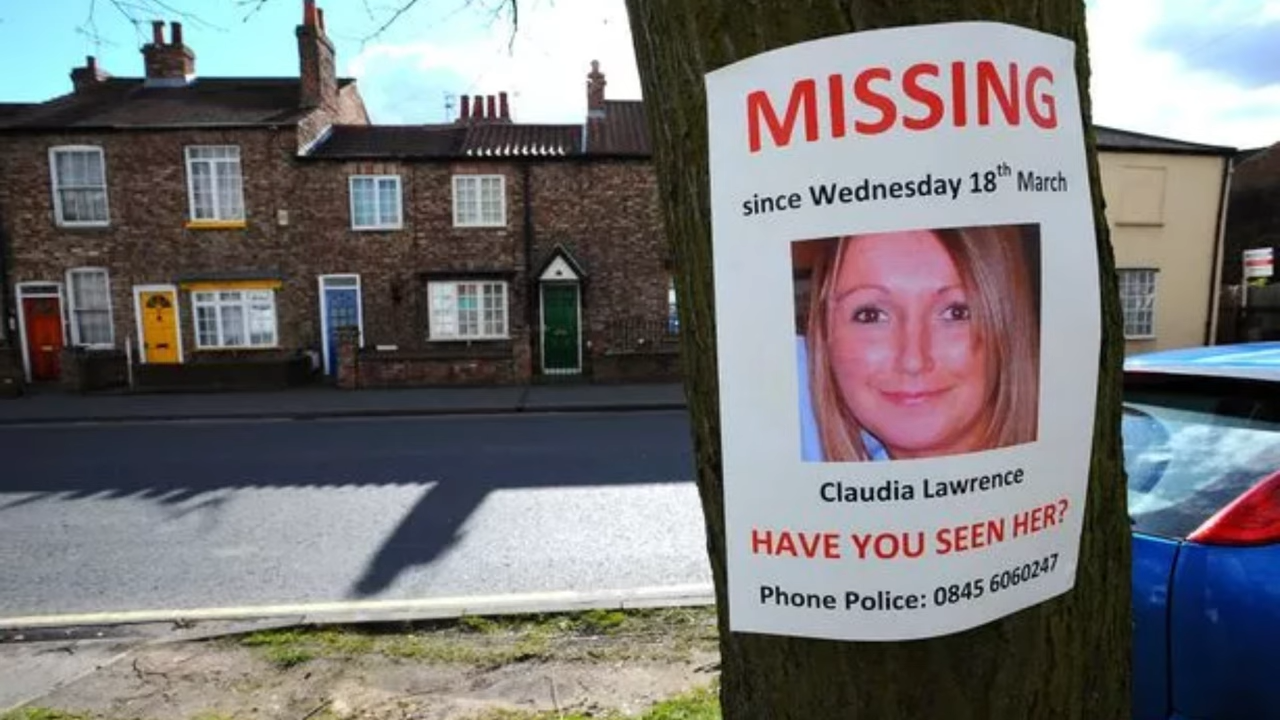 MISSING
since Wednesday 18th March
Claudia Lawrence
HAVE YOU SEEN HER?
Phone Police: 0845 6060247